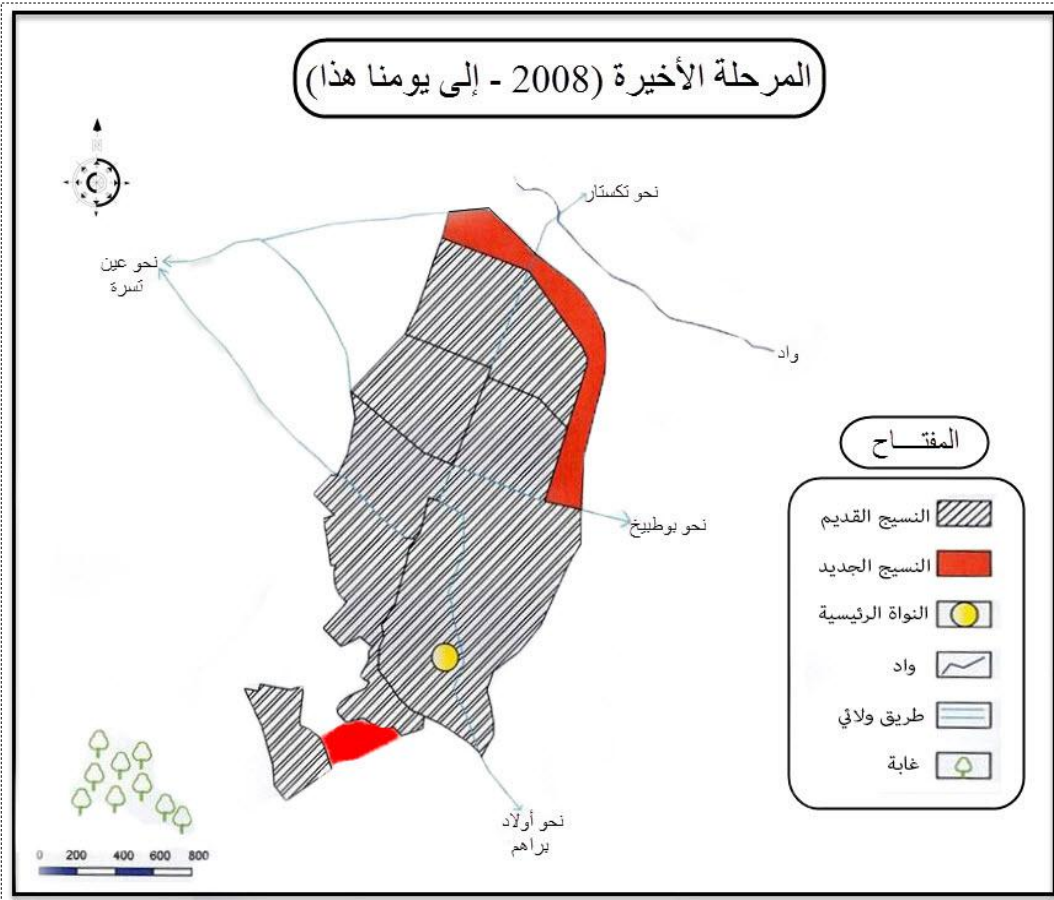 المرحلة الأخيرة (2008 - إلى يومنا هذا)
نحو تكستار
نحو عين
تسرة
واد
المفتـــاح
النسيج القديم
النسيج الجديد
النواة الرئيسية
واد
طريق ولائي
غابة
نحو بوطبيخ
نحو أولاد
براهم
0 200 400 600 800